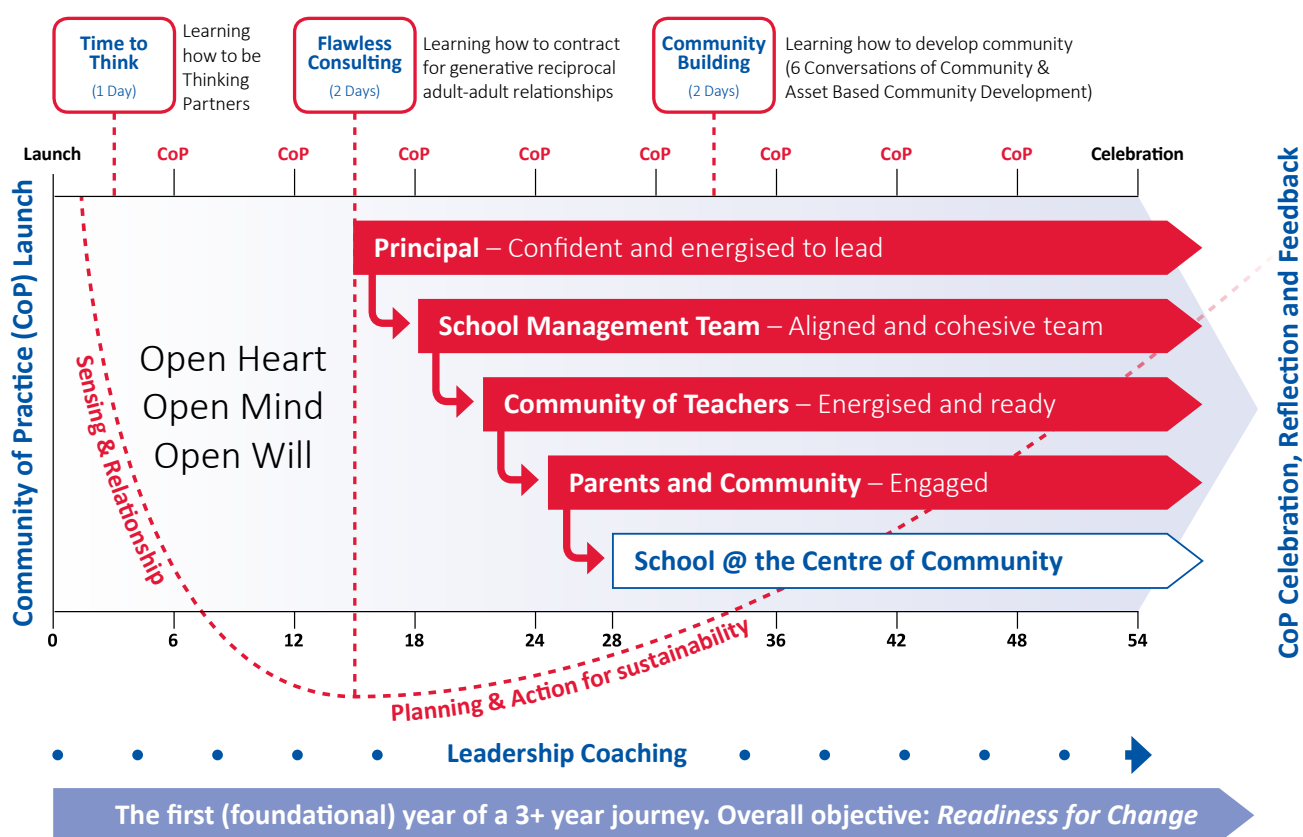 Time to
Think
(1 Day)
Learning
how to be
Thinking
Partners
Flawless
Consulting
(2 Days)
Learning how to contract
for generative reciprocal
adult-adult relationships
Community
Building
(2 Days)
Learning how to develop community
(6 Conversations of Community &
Asset Based Community Development)
Launch CoP CoP CoP CoP CoP CoP CoP CoP Celebration
Community of Practice (CoP) Launch
Principal – Confident and energised to lead
School Management Team – Aligned and cohesive team
Community of Teachers – Energised and ready
Parents and Community – Engaged
School @ the Centre of Community
Open Heart
Open Mind
Open Will
Sensing & Relationship
CoP Celebration, Reflection and Feedback
0 6 12 18 24 28 36 42 48 54
Planning & Action for sustainability
Leadership Coaching
The first (foundational) year of a 3+ year journey. Overall objective: Readiness for Change